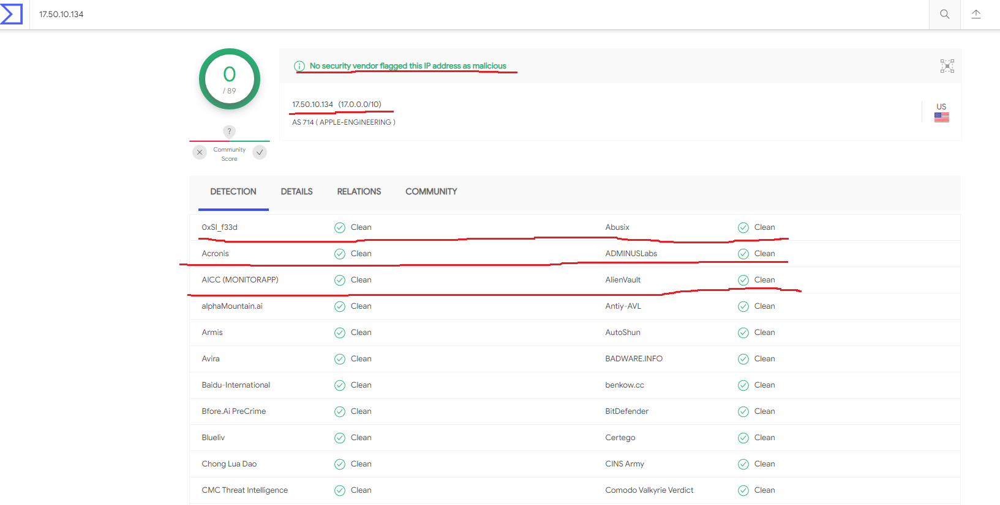 17.50.10.134
0
/ 89
No security vendor flagged this IP address as malicious
17.50.10.134 (17.0.0.0/10)
AS 714 ( APPLE-ENGINEERING )
US
?
Community
Score
DETECTION DETAILS RELATIONS COMMUNITY
0xSI_f33d Clean Abusix Clean
Acronis Clean ADMINUSLabs Clean
AICC (MONITORAPP) Clean AlienVault Clean
alphaMountain.ai Clean Antiy-AVL Clean
Armis Clean AutoShun Clean
Avira Clean BADWARE.INFO Clean
Baidu-International Clean benkow.cc Clean
Bfore.Ai PreCrime Clean BitDefender Clean
Blueliv Clean Certego Clean
Chong Lua Dao Clean CINS Army Clean
CMC Threat Intelligence Clean Comodo Valkyrie Verdict Clean